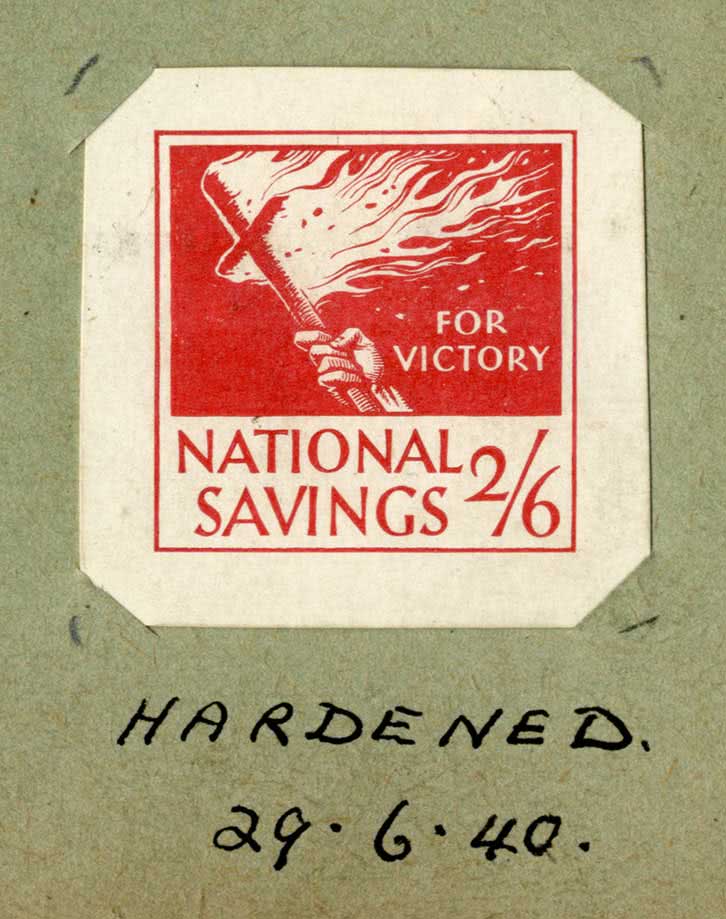 FOR
VICTORY
NATIONAL
SAVINGS 2/6
HARDENED.
29·6·40.